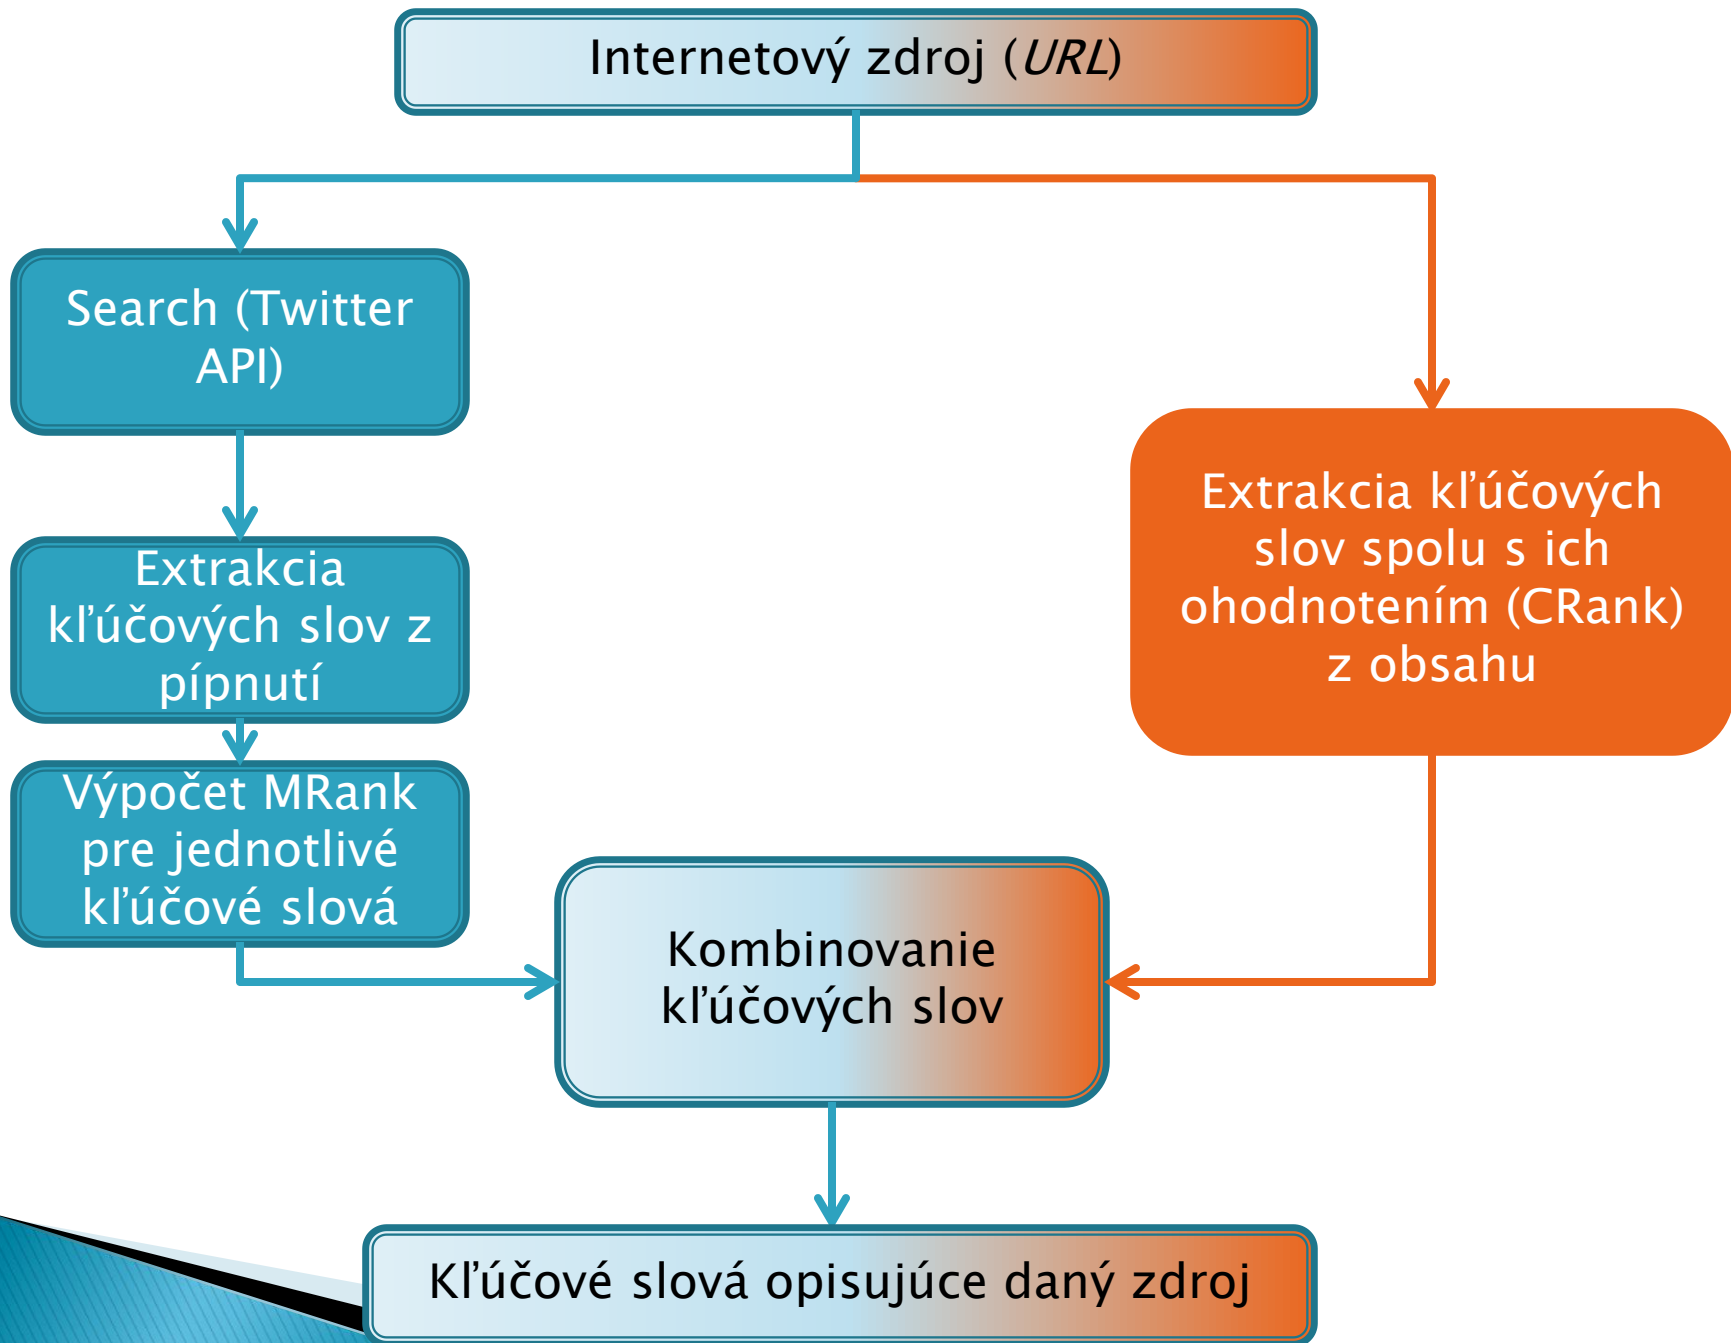 Internetový zdroj (URL)
Search (Twitter
API)
Extrakcia
kľúčových slov z
pípnutí
Výpočet MRank
pre jednotlivé
kľúčové slová
Extrakcia kľúčových
slov spolu s ich
ohodnotením (CRank)
z obsahu
Kombinovanie
kľúčových slov
Kľúčové slová opisujúce daný zdroj